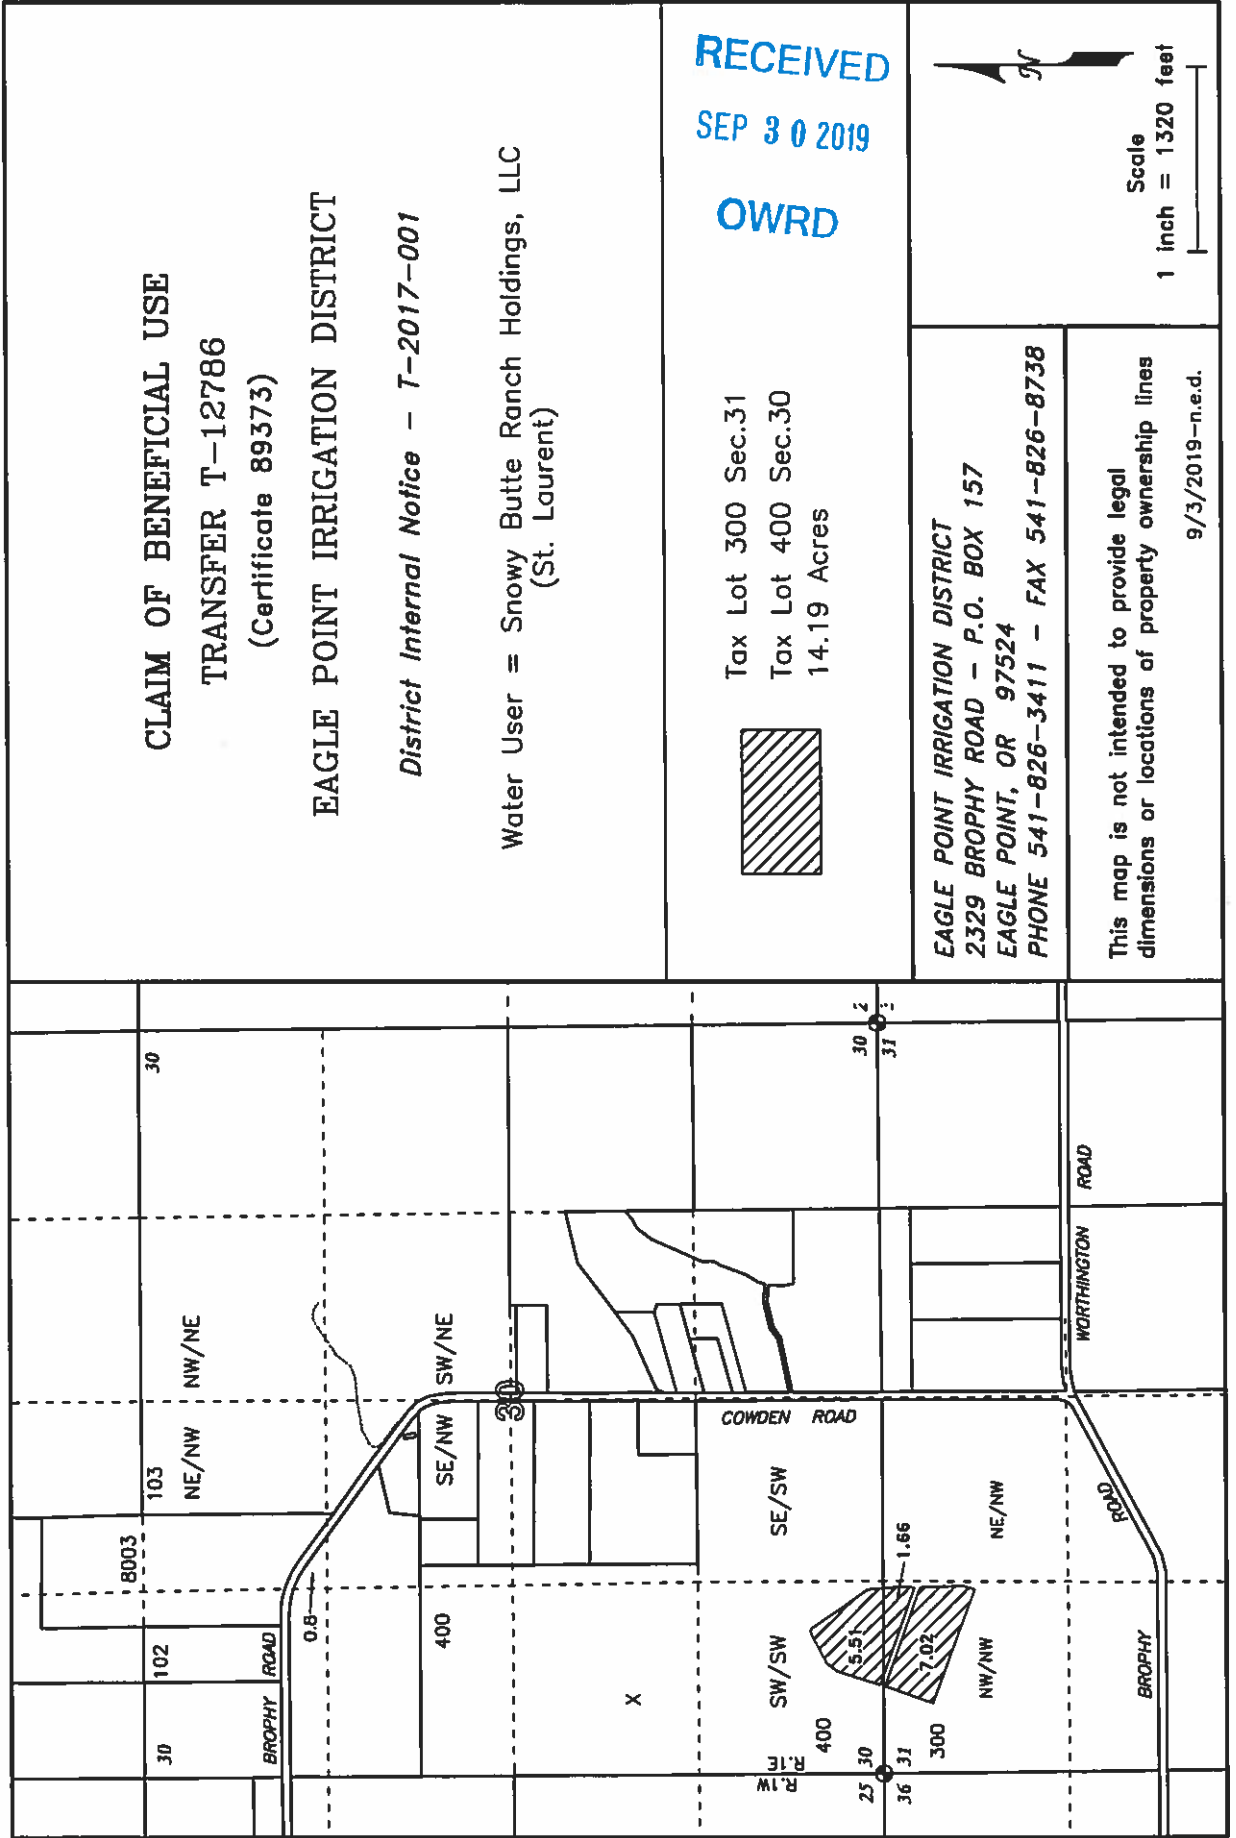 CLAIM OF BENEFICIAL USE
TRANSFER T-12786
(Certificate 89373)
EAGLE POINT IRRIGATION DISTRICT
District Internal Notice - T-2017-001
Water User = Snowy Butte Ranch Holdings, LLC
(St. Laurent)
Tax Lot 300 Sec.31
Tax Lot 400 Sec.30
14.19 Acres
RECEIVED
SEP 3 0 2019
OWRD
EAGLE POINT IRRIGATION DISTRICT
2329 BROPHY ROAD - P.O. BOX 157
EAGLE POINT, OR 97524
PHONE 541-826-3411 - FAX 541-826-8738
N
Scale
1 inch = 1320 feet
This map is not intended to provide legal
dimensions or locations of property ownership lines
9/3/2019-n.e.d.
30
102
8003
103
30
NE/NW
NW/NE
BROPHY ROAD
0.8
400
SE/NW
SW/NE
30
X
COWDEN ROAD
SW/SW
SE/SW
R.1W
R.1E
400
5.51
1.66
25
30
36
31
30
31
300
7.02
NW/NW
NE/NW
WORTHINGTON ROAD
BROPHY ROAD